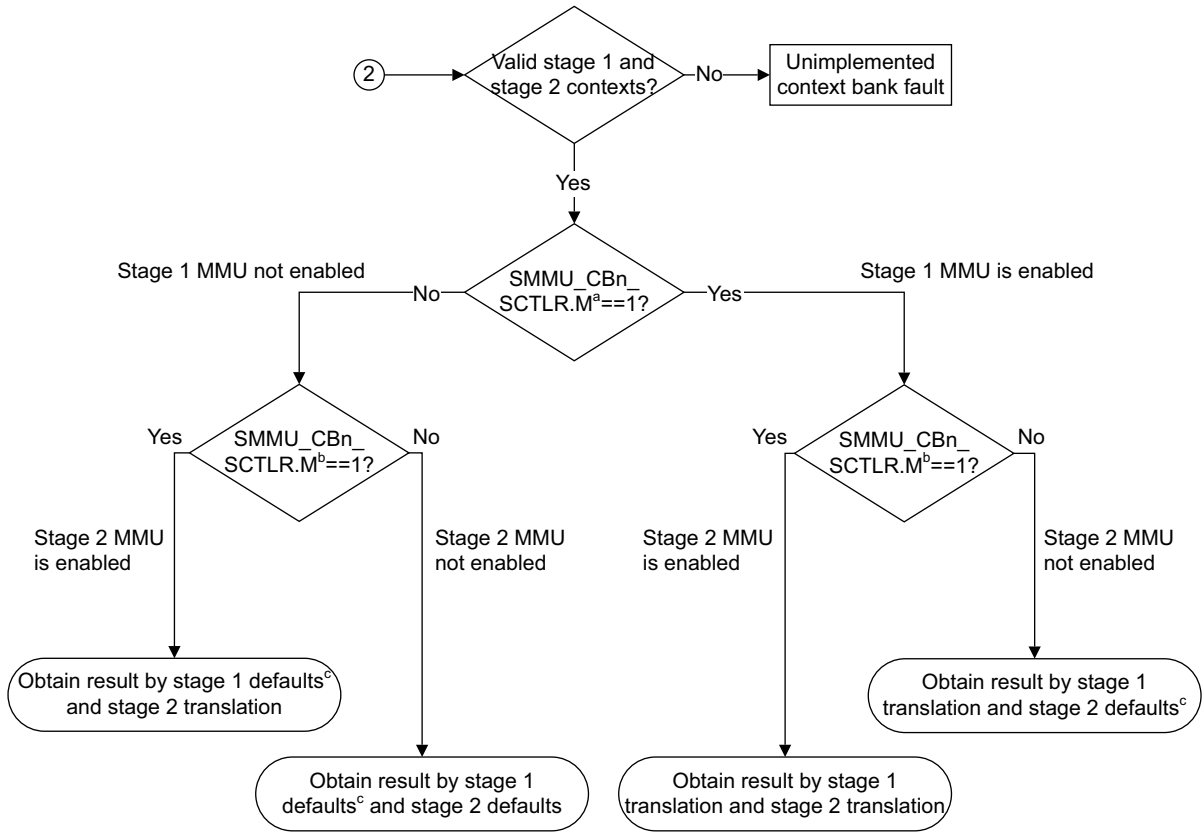 Valid stage 1 and
stage 2 contexts?
2
No
Unimplemented
context bank fault
Yes
Stage 1 MMU not enabled
Stage 1 MMU is enabled
No
SMMU_CBn_
SCTLR.Mᵃ==1?
Yes
Yes
SMMU_CBn_
SCTLR.Mᵇ==1?
No
Yes
SMMU_CBn_
SCTLR.Mᵇ==1?
No
Stage 2 MMU
is enabled
Stage 2 MMU
not enabled
Stage 2 MMU
is enabled
Stage 2 MMU
not enabled
Obtain result by stage 1 defaultsᶜ
and stage 2 translation
Obtain result by stage 1
translation and stage 2 defaultsᶜ
Obtain result by stage 1
defaultsᶜ and stage 2 defaults
Obtain result by stage 1
translation and stage 2 translation